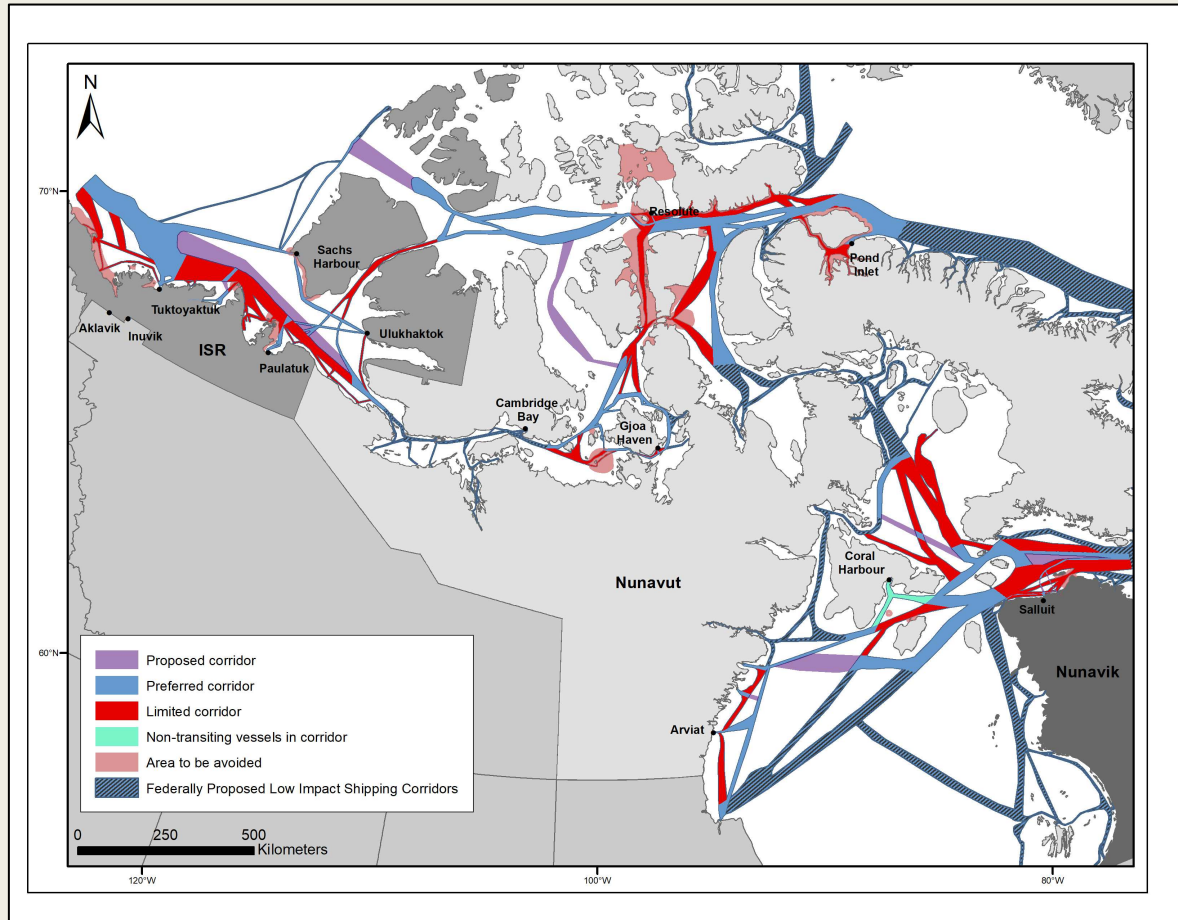 N
70°N
Resolute
Sachs
Harbour
Pond
Inlet
Tuktoyaktuk
Aklavik
Inuvik
Ulukhaktok
ISR
Paulatuk
Cambridge
Bay
Gjoa
Haven
Coral
Harbour
Nunavut
Salluit
60°N
Nunavik
Arviat
Proposed corridor
Preferred corridor
Limited corridor
Non-transiting vessels in corridor
Area to be avoided
Federally Proposed Low Impact Shipping Corridors
0 250 500
Kilometers
120°W 100°W 80°W